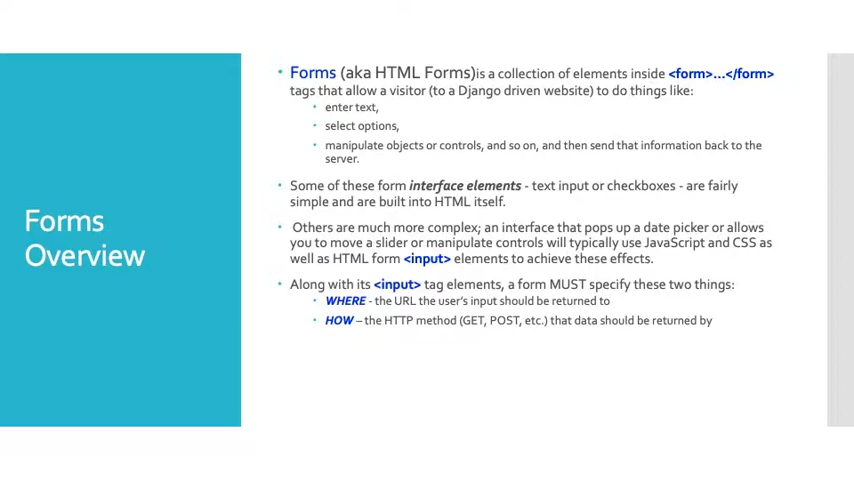 Forms
Overview
• Forms (aka HTML Forms)is a collection of elements inside <form>...</form>
tags that allow a visitor (to a Django driven website) to do things like:
• enter text,
• select options,
• manipulate objects or controls, and so on, and then send that information back to the
server.
• Some of these form interface elements - text input or checkboxes - are fairly
simple and are built into HTML itself.
• Others are much more complex; an interface that pops up a date picker or allows
you to move a slider or manipulate controls will typically use JavaScript and CSS as
well as HTML form <input> elements to achieve these effects.
• Along with its <input> tag elements, a form MUST specify these two things:
• WHERE - the URL the user's input should be returned to
• HOW – the HTTP method (GET, POST, etc.) that data should be returned by